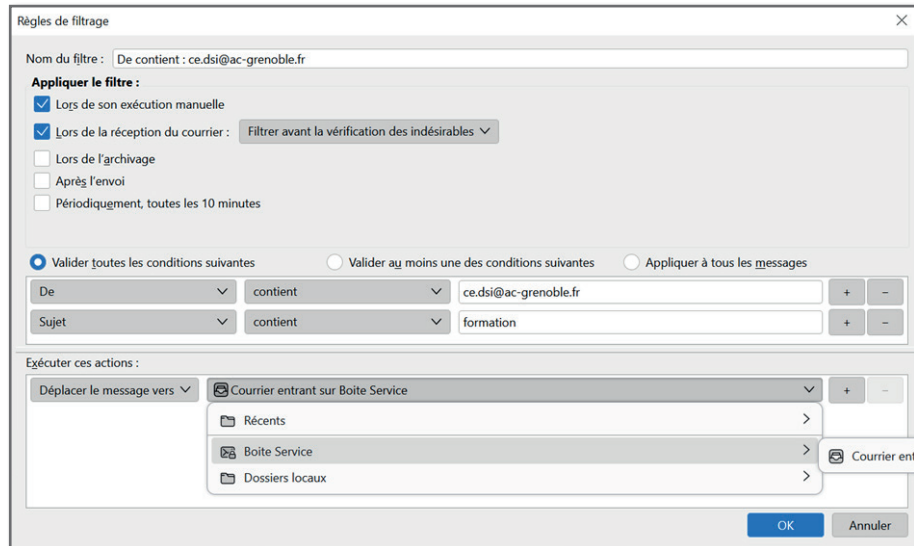 Règles de filtrage
Nom du filtre : De contient : ce.dsi@ac-grenoble.fr
Appliquer le filtre :
Lors de son exécution manuelle
Lors de la réception du courrier : Filtrer avant la vérification des indésirables
Lors de l'archivage
Après l'envoi
Périodiquement, toutes les 10 minutes
Valider toutes les conditions suivantes Valider au moins une des conditions suivantes Appliquer à tous les messages
De contient ce.dsi@ac-grenoble.fr + -
Sujet contient formation + -
Exécuter ces actions :
Déplacer le message vers Courrier entrant sur Boite Service + -
Récents
Boite Service Courrier ent
Dossiers locaux
OK Annuler